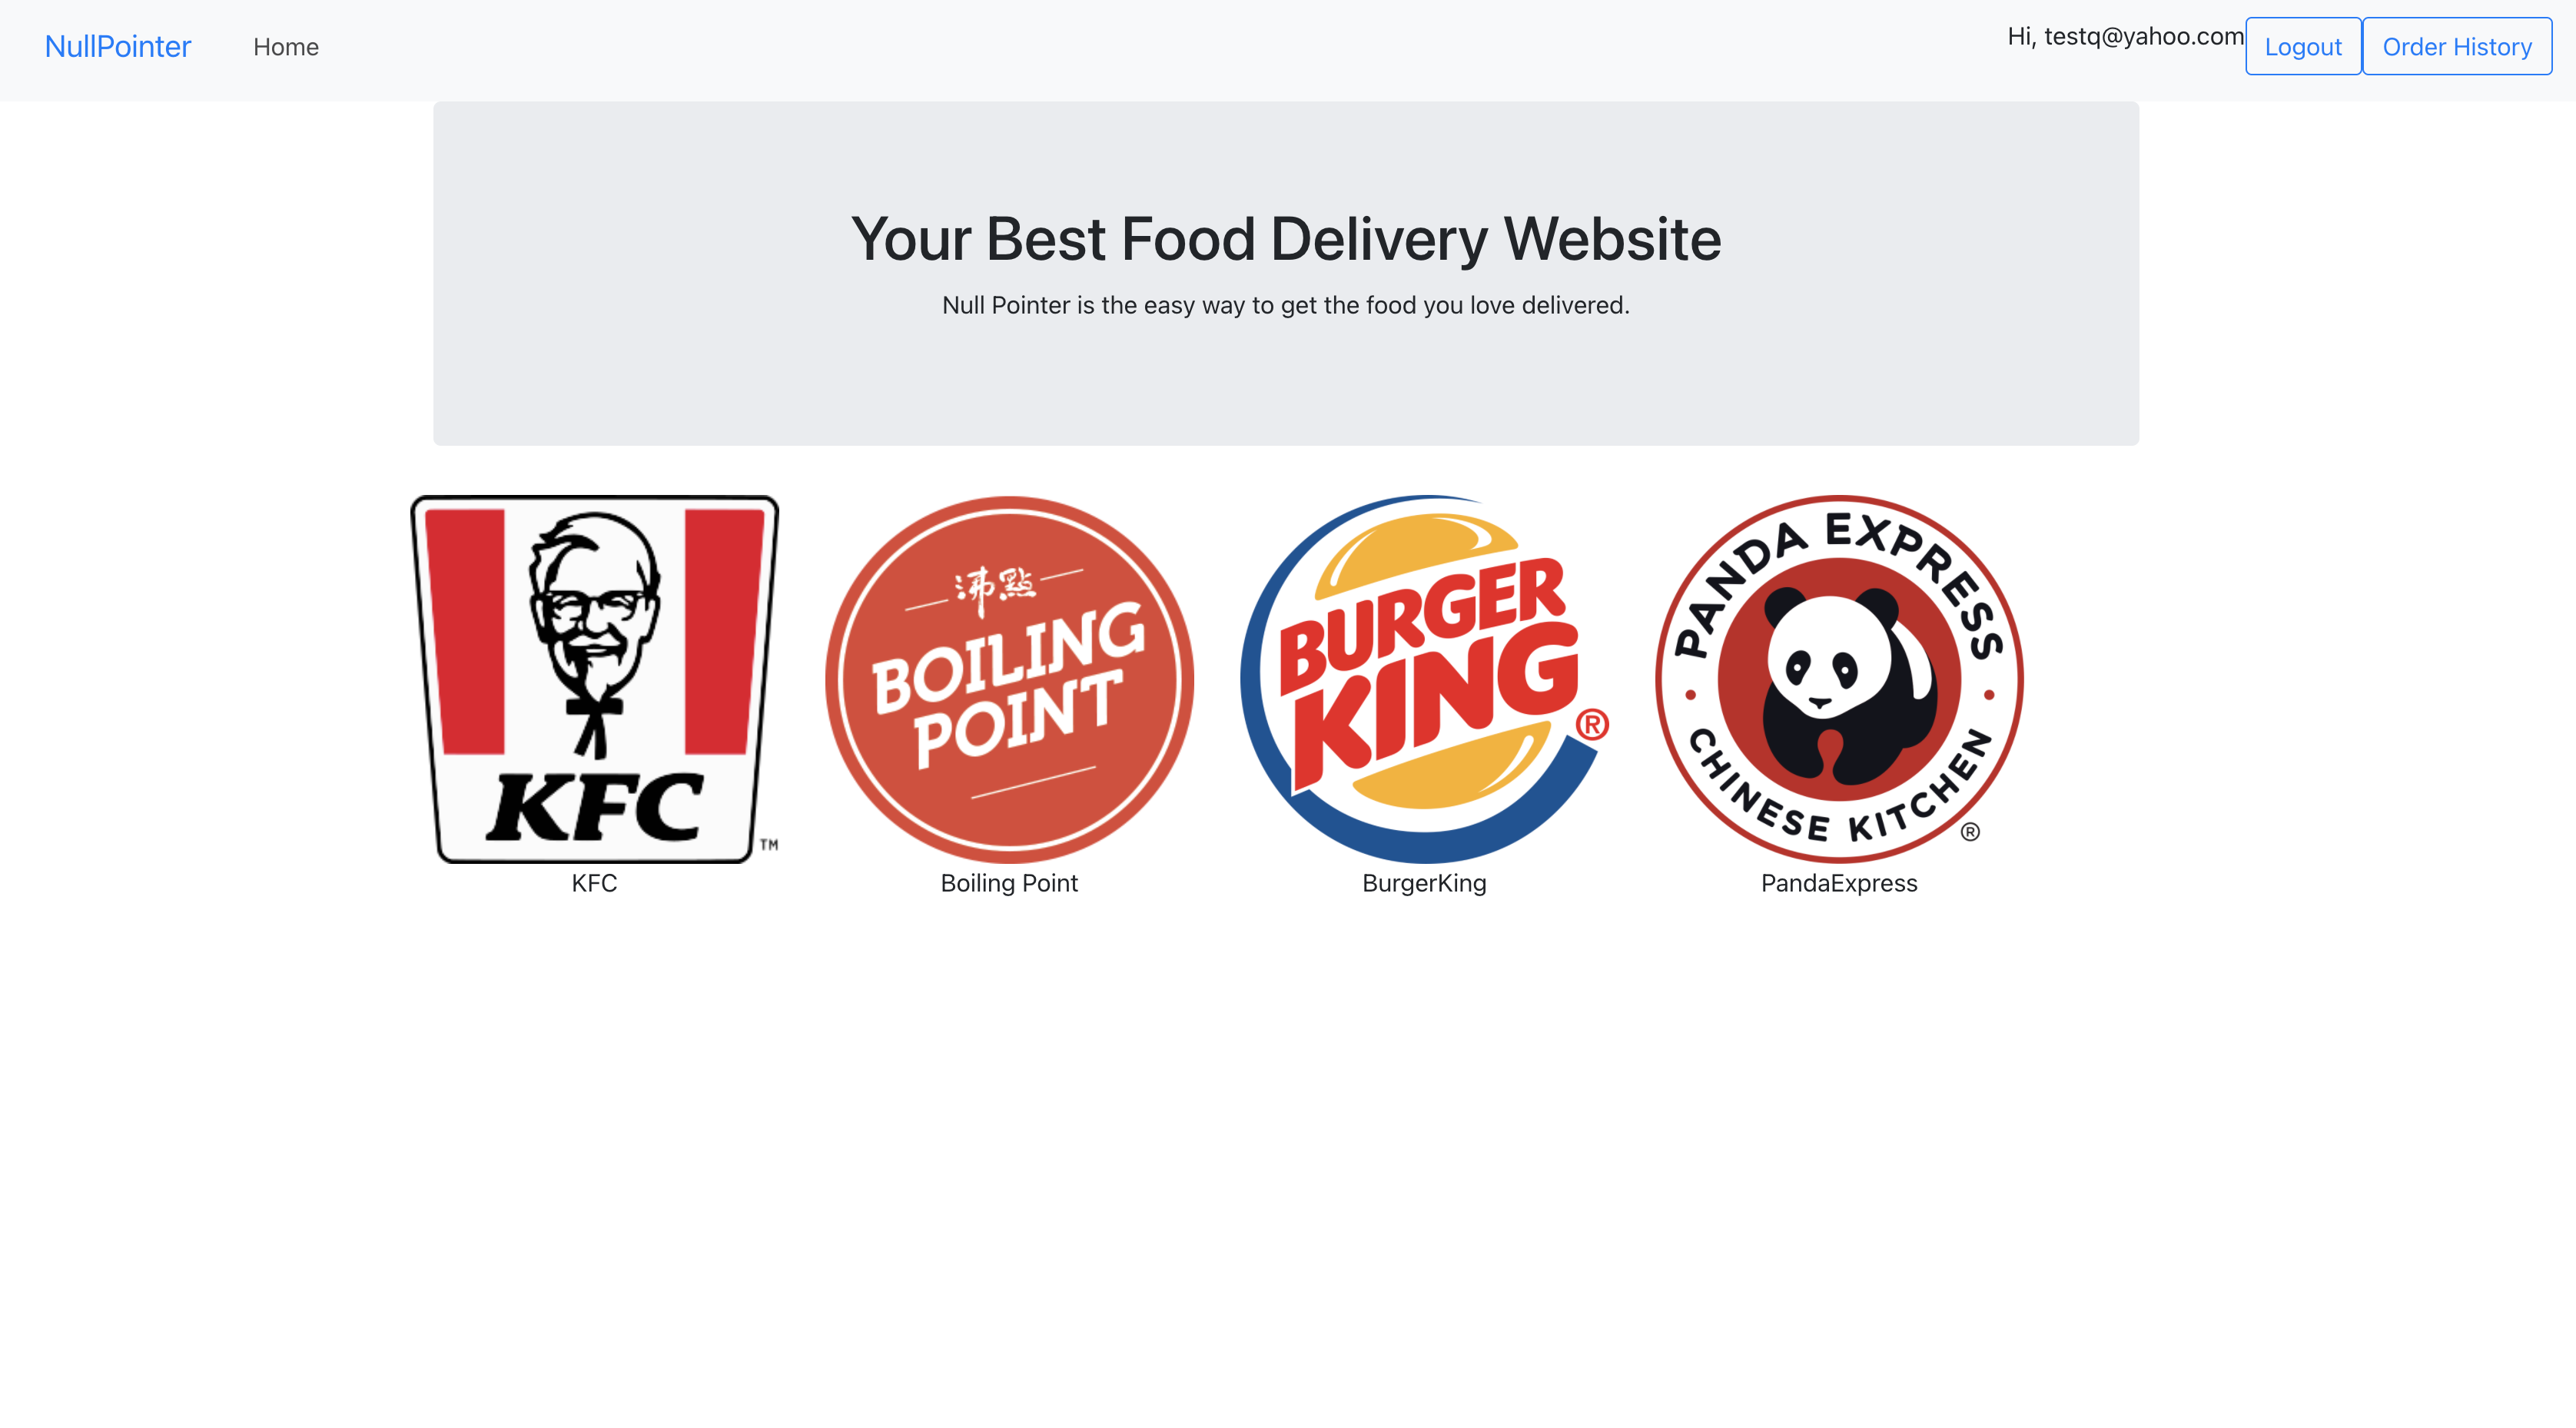 NullPointer Home Hi, testq@yahoo.com Logout Order History
Your Best Food Delivery Website
Null Pointer is the easy way to get the food you love delivered.
KFC
TM
沸點
BOILING
POINT
BURGER
KING
®
PANDA EXPRESS
CHINESE KITCHEN
®
KFC
Boiling Point
BurgerKing
PandaExpress